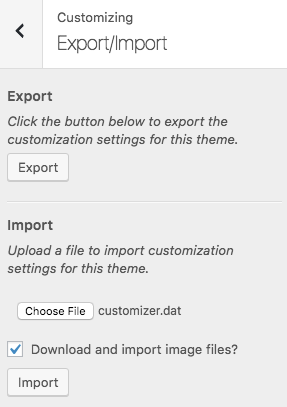 Customizing
Export/Import
Export
Click the button below to export the
customization settings for this theme.
Export
Import
Upload a file to import customization
settings for this theme.
Choose File customizer.dat
Download and import image files?
Import